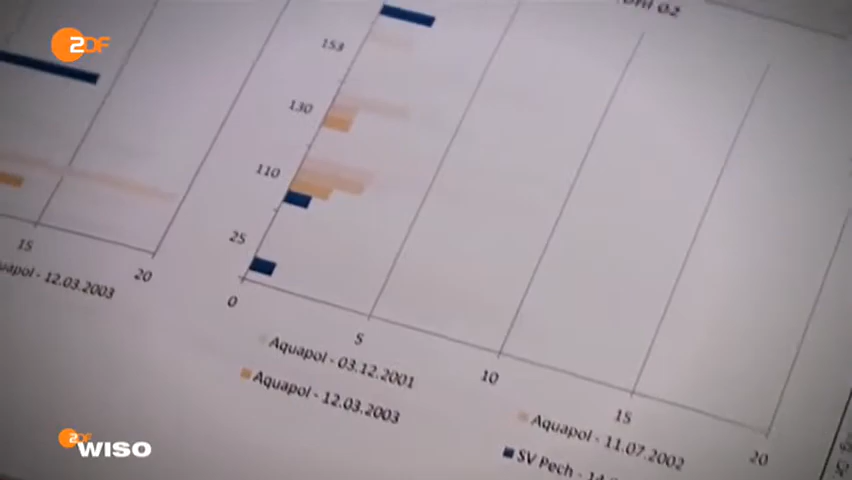 ZDF
153
130
110
25
0
5
10
15
20
Aquapol - 03.12.2001
Aquapol - 11.07.2002
Aquapol - 12.03.2003
SV Pech -
15
20
- 12.03.2003
ZDF
WISO